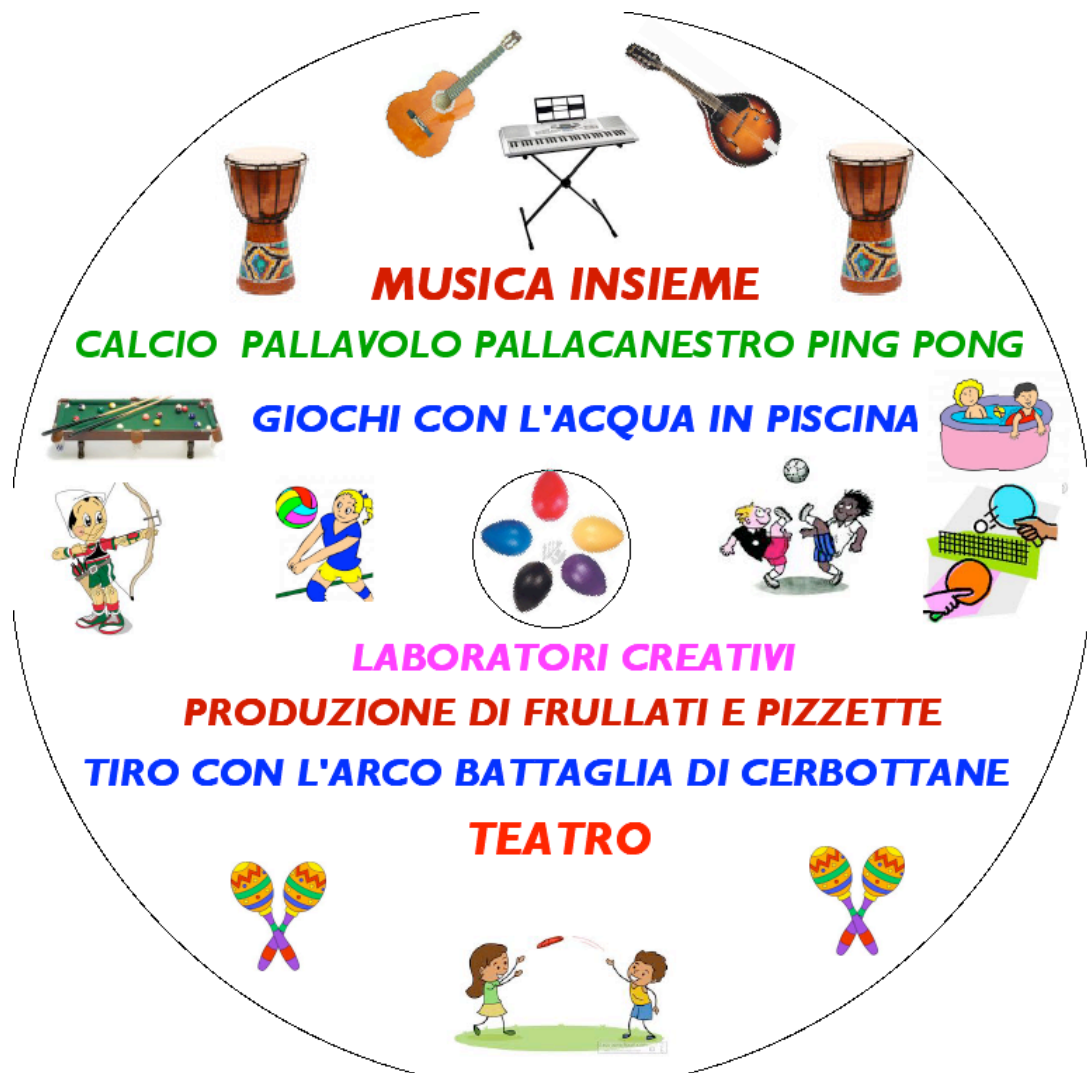 MUSICA INSIEME
CALCIO PALLAVOLO PALLACANESTRO PING PONG
GIOCHI CON L'ACQUA IN PISCINA
LABORATORI CREATIVI
PRODUZIONE DI FRULLATI E PIZZETTE
TIRO CON L'ARCO BATTAGLIA DI CERBOTTANE
TEATRO